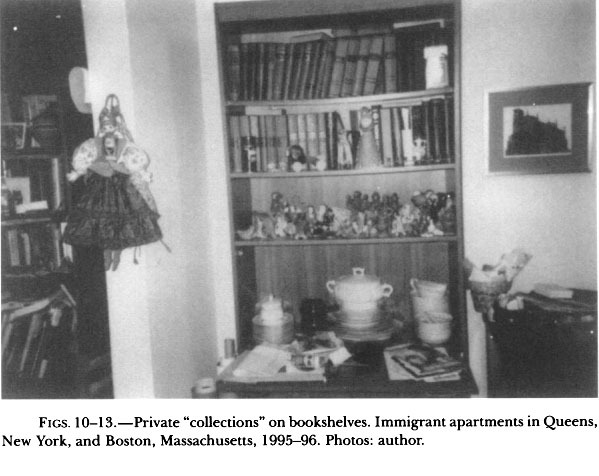 FIGS. 10–13.—Private “collections” on bookshelves. Immigrant apartments in Queens,
New York, and Boston, Massachusetts, 1995–96. Photos: author.